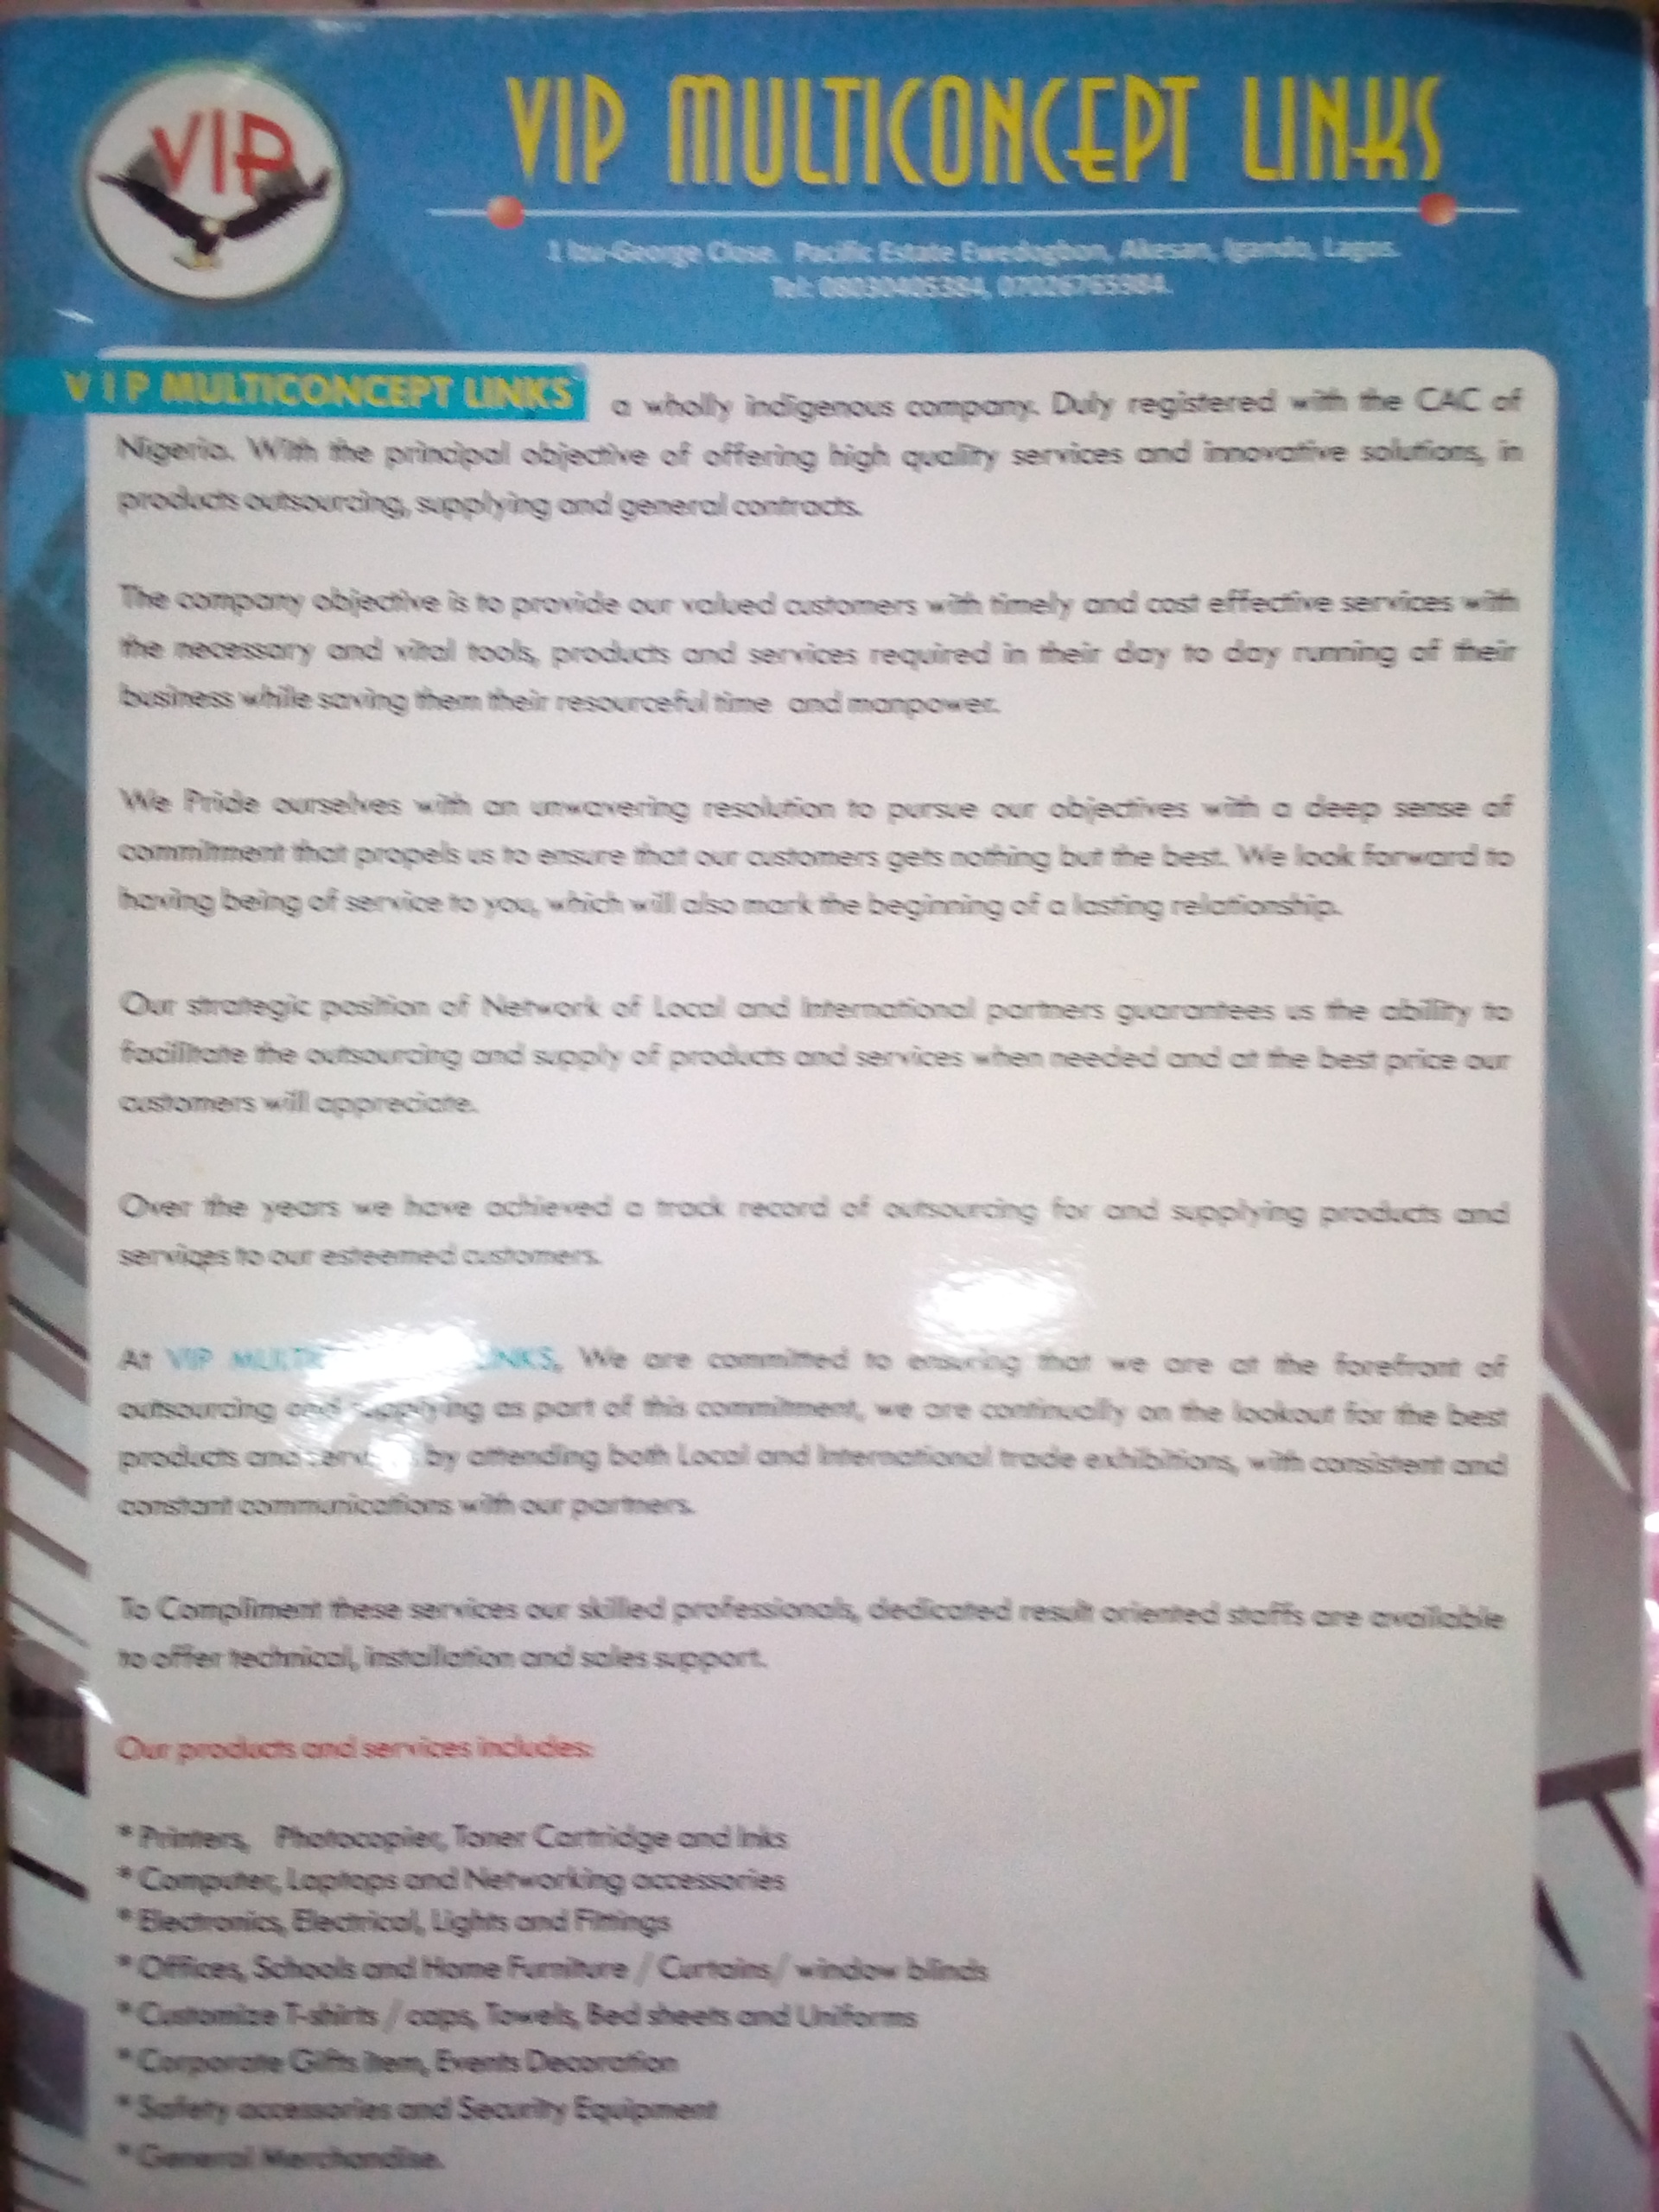 VIP
VIP MULTICONCEPT LINKS
Close. Pacific Estate Ewedogbon, Akesan, Igando, Lagos.
Tel:
V I P MULTICONCEPT LINKS a wholly indigenous company. Duly registered with the CAC of
Nigeria. With the principal objective of offering high quality services and innovative solutions, in
products outsourcing, supplying and general contracts.
The company objective is to provide our valued customers with timely and cost effective services with
the necessary and vital tools, products and services required in their day to day running of their
business while saving them their resourceful time and manpower.
We Pride ourselves with an unwavering resolution to pursue our objectives with a deep sense of
commitment that propels us to ensure that our customers gets nothing but the best. We look forward to
having being of service to you, which will also mark the beginning of a lasting relationship.
Our strategic position of Network of Local and International partners guarantees us the ability to
facilitate the outsourcing and supply of products and services when needed and at the best price our
customers will appreciate.
Over the years we have achieved a track record of outsourcing for and supplying products and
services to our esteemed customers.
At VIP LINKS, We are committed to ensuring that we are at the forefront of
outsourcing and supplying as part of this commitment, we are continually on the lookout for the best
products and services by attending both Local and International trade exhibitions, with consistent and
constant communications with our partners.
To Compliment these services our skilled professionals, dedicated result oriented staffs are available
to offer technical, installation and sales support.
Our products and services includes:
* Printers, Photocopier, Toner Cartridge and Inks
* Computer, Laptops and Networking accessories
* Electronics, Electrical, Lights and Fittings
* Offices, Schools and Home Furniture / Curtains/ window blinds
* Customize T-shirts / caps, Towels, Bed sheets and Uniforms
* Corporate Gifts item, Events Decoration
* Safety accessories and Security Equipment
* General Merchandise.